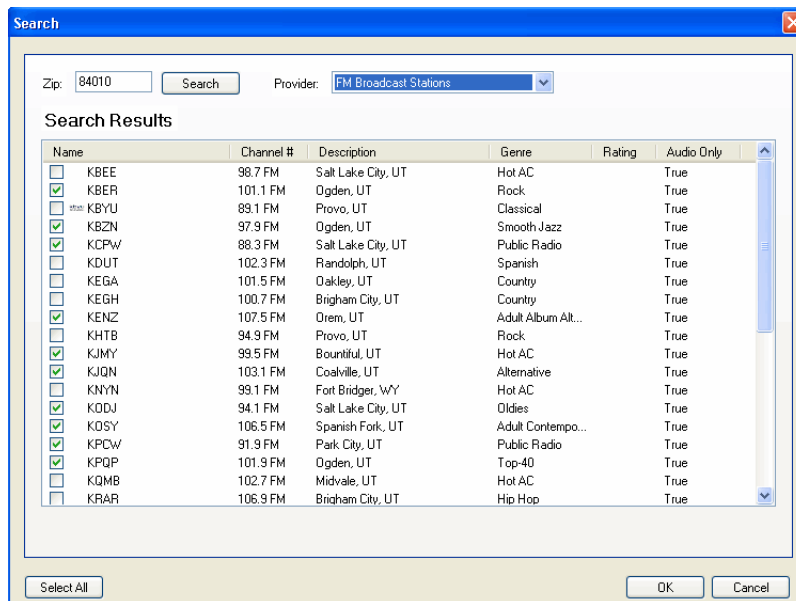 Search
Zip: 84010 Search Provider: FM Broadcast Stations
Search Results
Name Channel # Description Genre Rating Audio Only
KBEE 98.7 FM Salt Lake City, UT Hot AC True
KBER 101.1 FM Ogden, UT Rock True
KBYU 89.1 FM Provo, UT Classical True
KBZN 97.9 FM Ogden, UT Smooth Jazz True
KCPW 88.3 FM Salt Lake City, UT Public Radio True
KDUT 102.3 FM Randolph, UT Spanish True
KEGA 101.5 FM Oakley, UT Country True
KEGH 100.7 FM Brigham City, UT Country True
KENZ 107.5 FM Orem, UT Adult Album Alt... True
KHTB 94.9 FM Provo, UT Rock True
KJMY 99.5 FM Bountiful, UT Hot AC True
KJQN 103.1 FM Coalville, UT Alternative True
KNYN 99.1 FM Fort Bridger, WY Hot AC True
KODJ 94.1 FM Salt Lake City, UT Oldies True
KOSY 106.5 FM Spanish Fork, UT Adult Contempo... True
KPCW 91.9 FM Park City, UT Public Radio True
KPQP 101.9 FM Ogden, UT Top-40 True
KQMB 102.7 FM Midvale, UT Hot AC True
KRAR 106.9 FM Brigham City, UT Hip Hop True
Select All OK Cancel